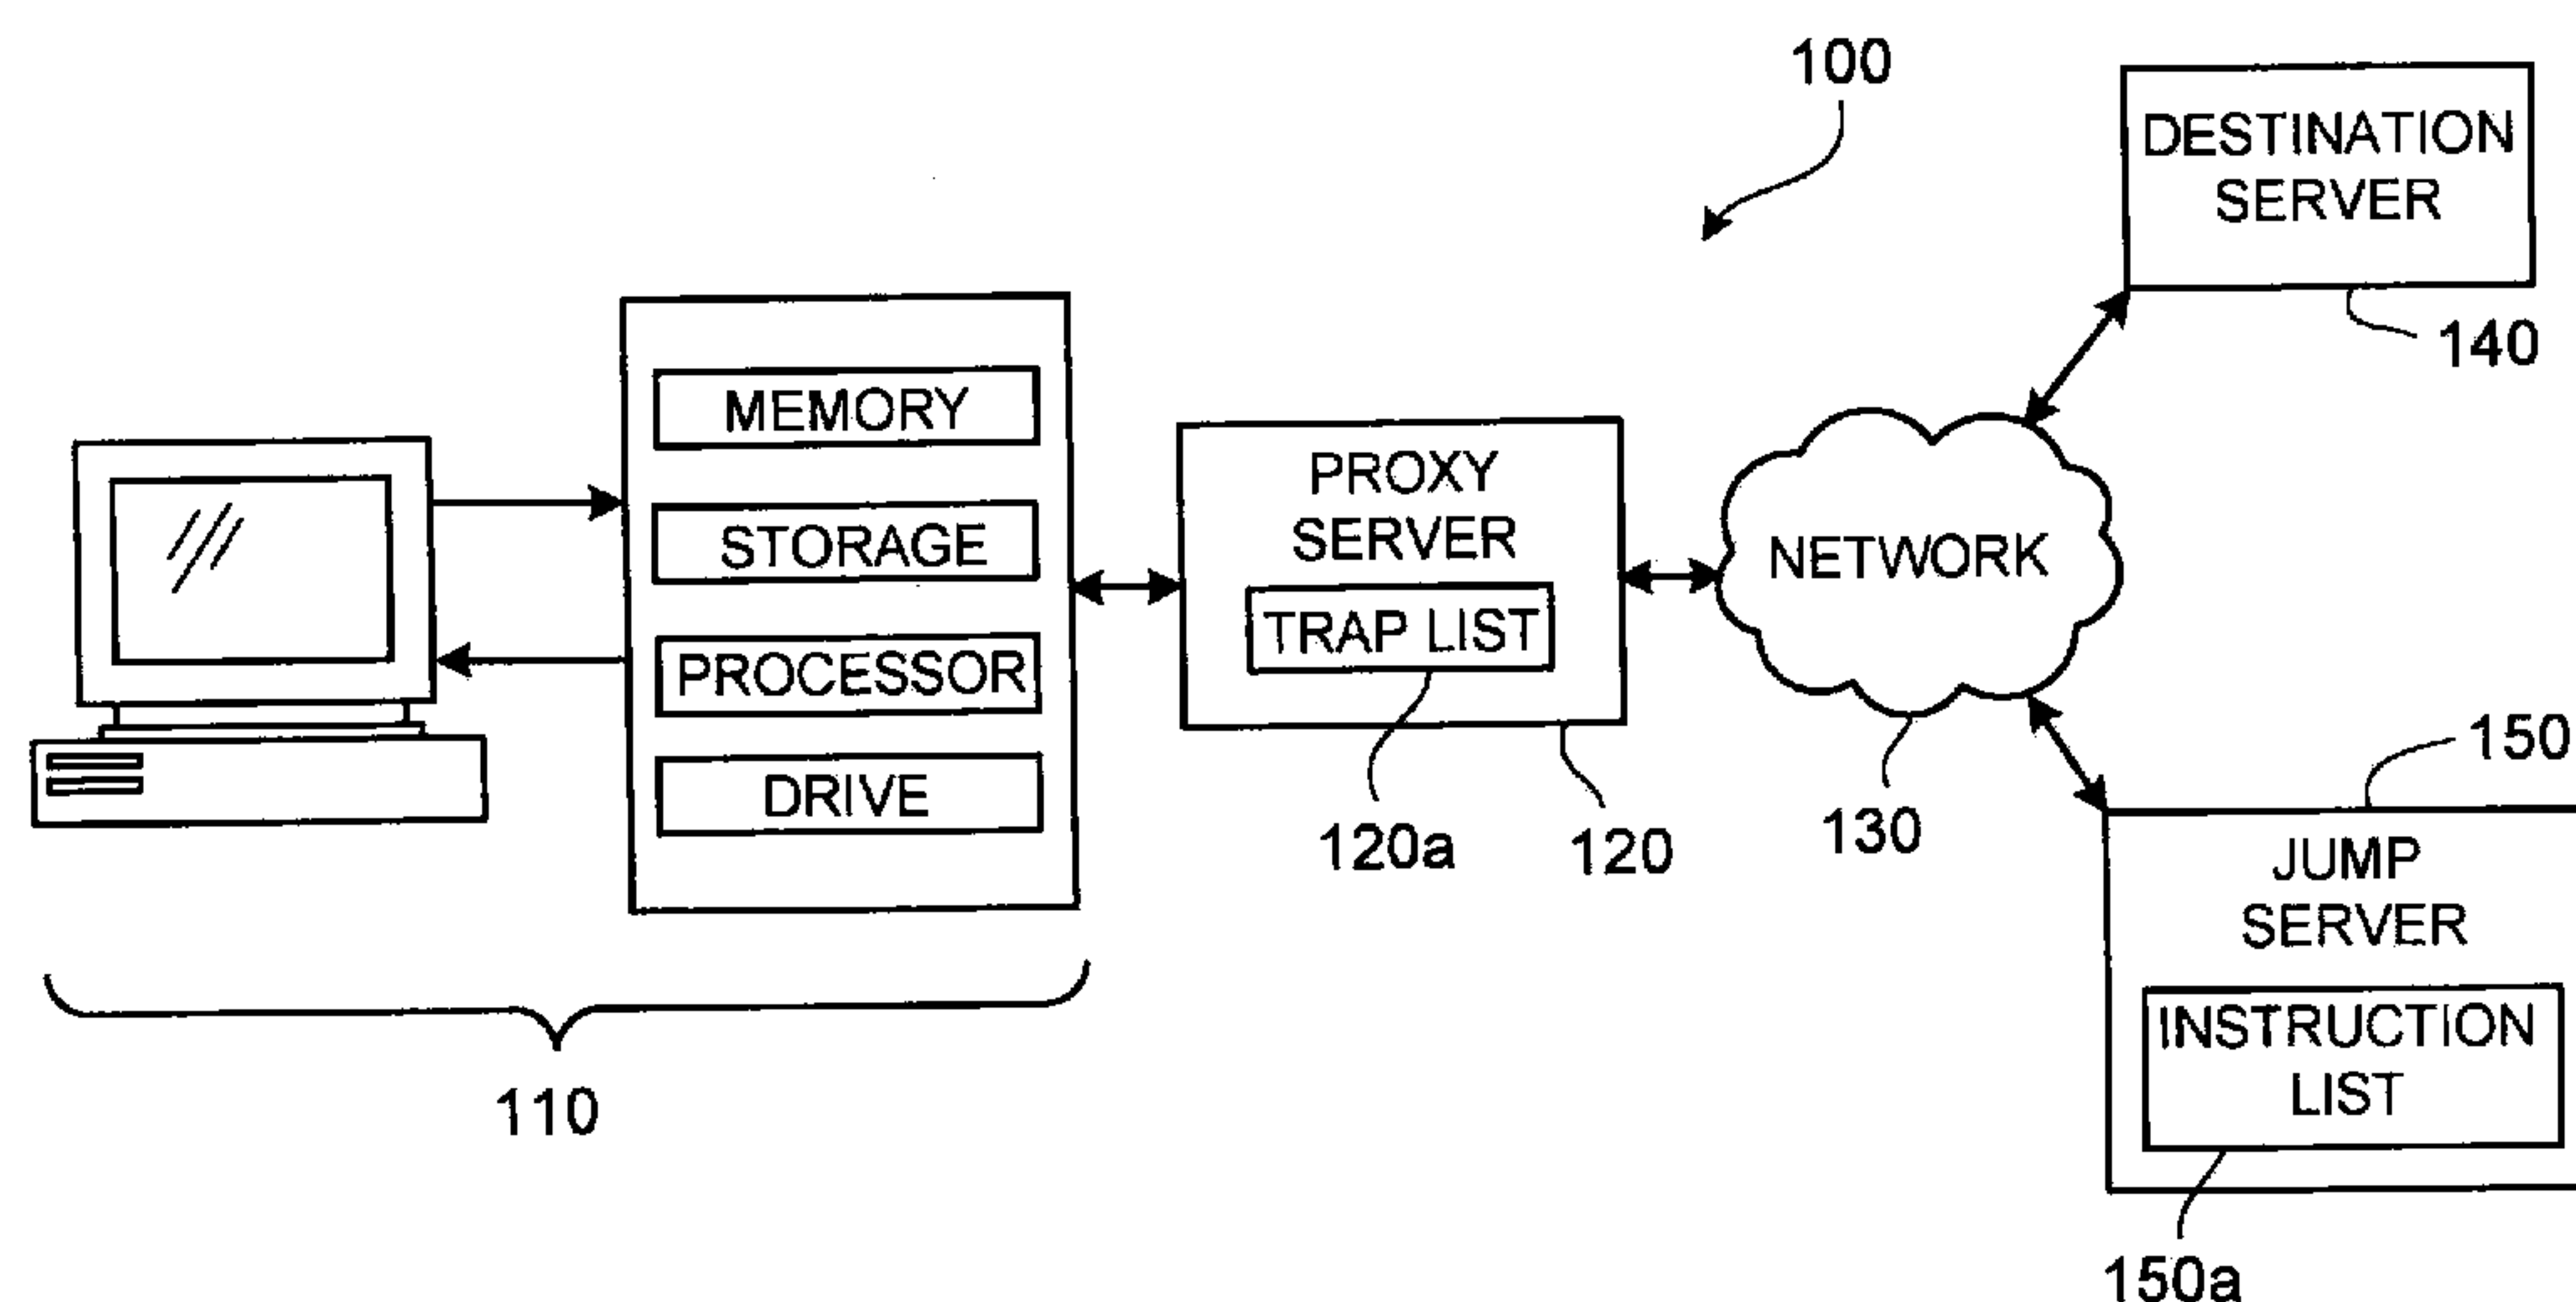 100
DESTINATION
SERVER
140
MEMORY
STORAGE
PROCESSOR
DRIVE
110
PROXY
SERVER
TRAP LIST
120a
120
NETWORK
130
150
JUMP
SERVER
INSTRUCTION
LIST
150a